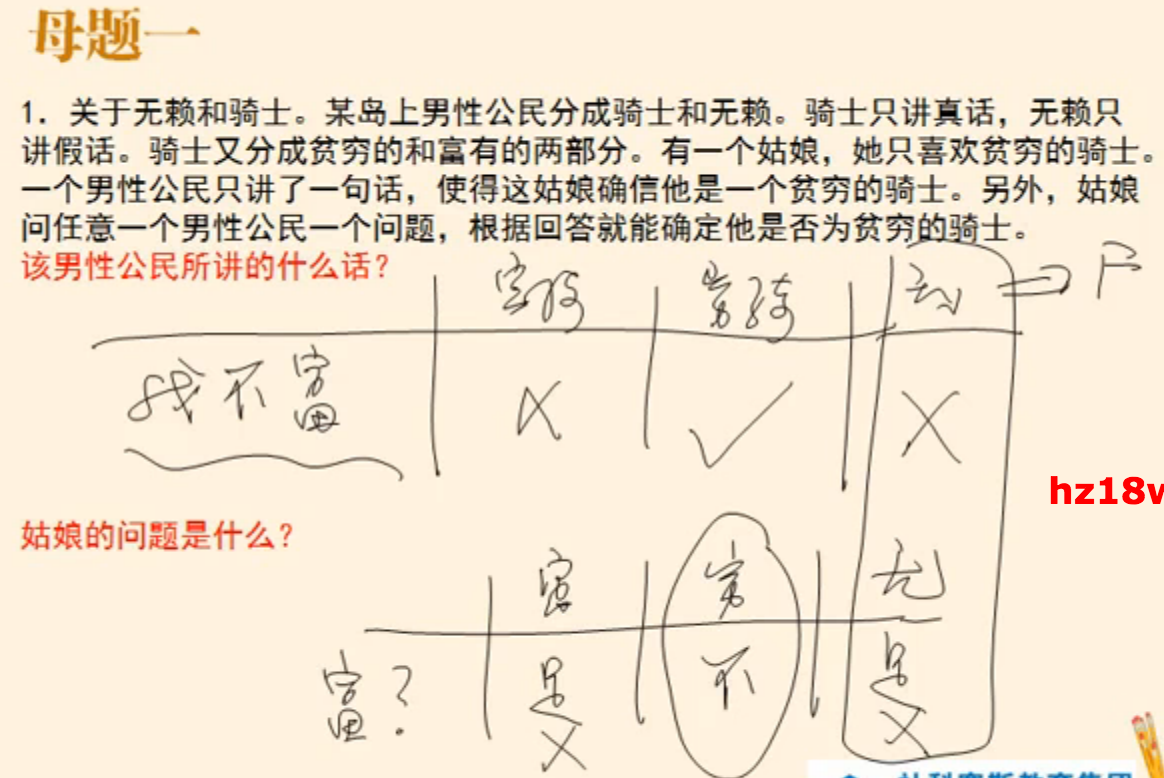 母题一
1．关于无赖和骑士。某岛上男性公民分成骑士和无赖。骑士只讲真话，无赖只
讲假话。骑士又分成贫穷的和富有的两部分。有一个姑娘，她只喜欢贫穷的骑士。
一个男性公民只讲了一句话，使得这姑娘确信他是一个贫穷的骑士。另外，姑娘
问任意一个男性公民一个问题，根据回答就能确定他是否为贫穷的骑士。
该男性公民所讲的什么话？
富骑 穷骑 无 → F
我不富 × ✓ ×
hz18w
姑娘的问题是什么？
富 穷 无
富？ 是 不 是
× ×